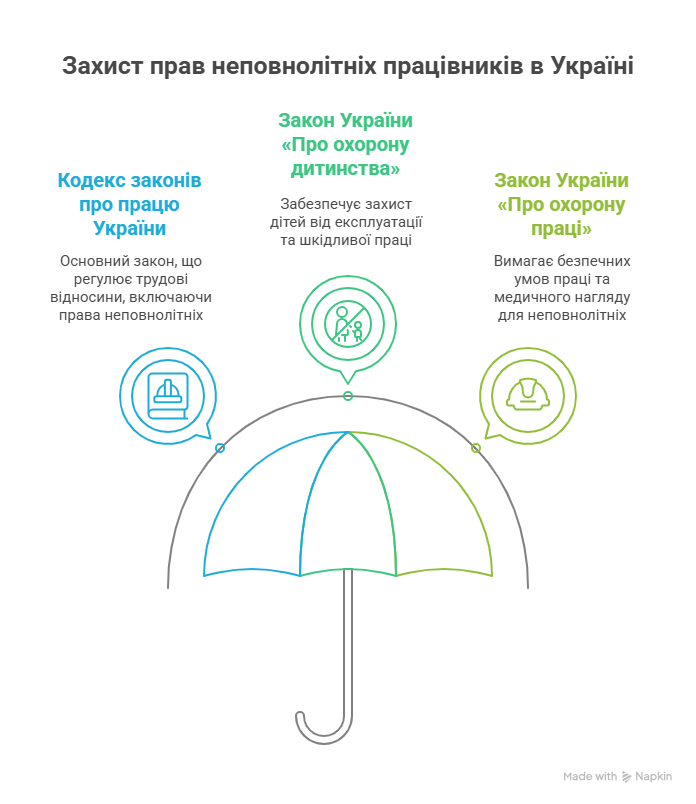 Захист прав неповнолітніх працівників в Україні
Закон України
«Про охорону
дитинства»
Забезпечує захист
дітей від експлуатації
та шкідливої праці
Кодекс законів
про працю
України
Основний закон, що
регулює трудові
відносини, включаючи
права неповнолітніх
Закон України
«Про охорону
праці»
Вимагає безпечних
умов праці та
медичного нагляду
для неповнолітніх
Made with Napkin